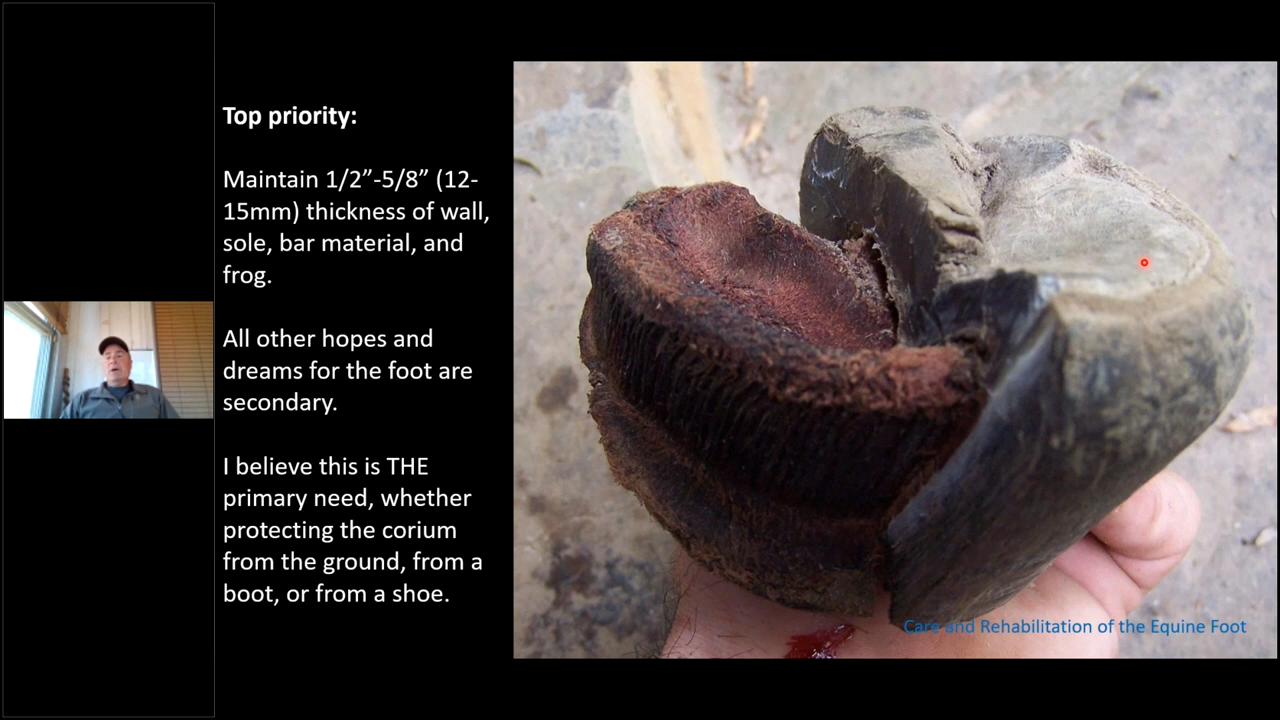 Top priority:
Maintain 1/2”-5/8” (12-
15mm) thickness of wall,
sole, bar material, and
frog.
All other hopes and
dreams for the foot are
secondary.
I believe this is THE
primary need, whether
protecting the corium
from the ground, from a
boot, or from a shoe.
Care and Rehabilitation of the Equine Foot